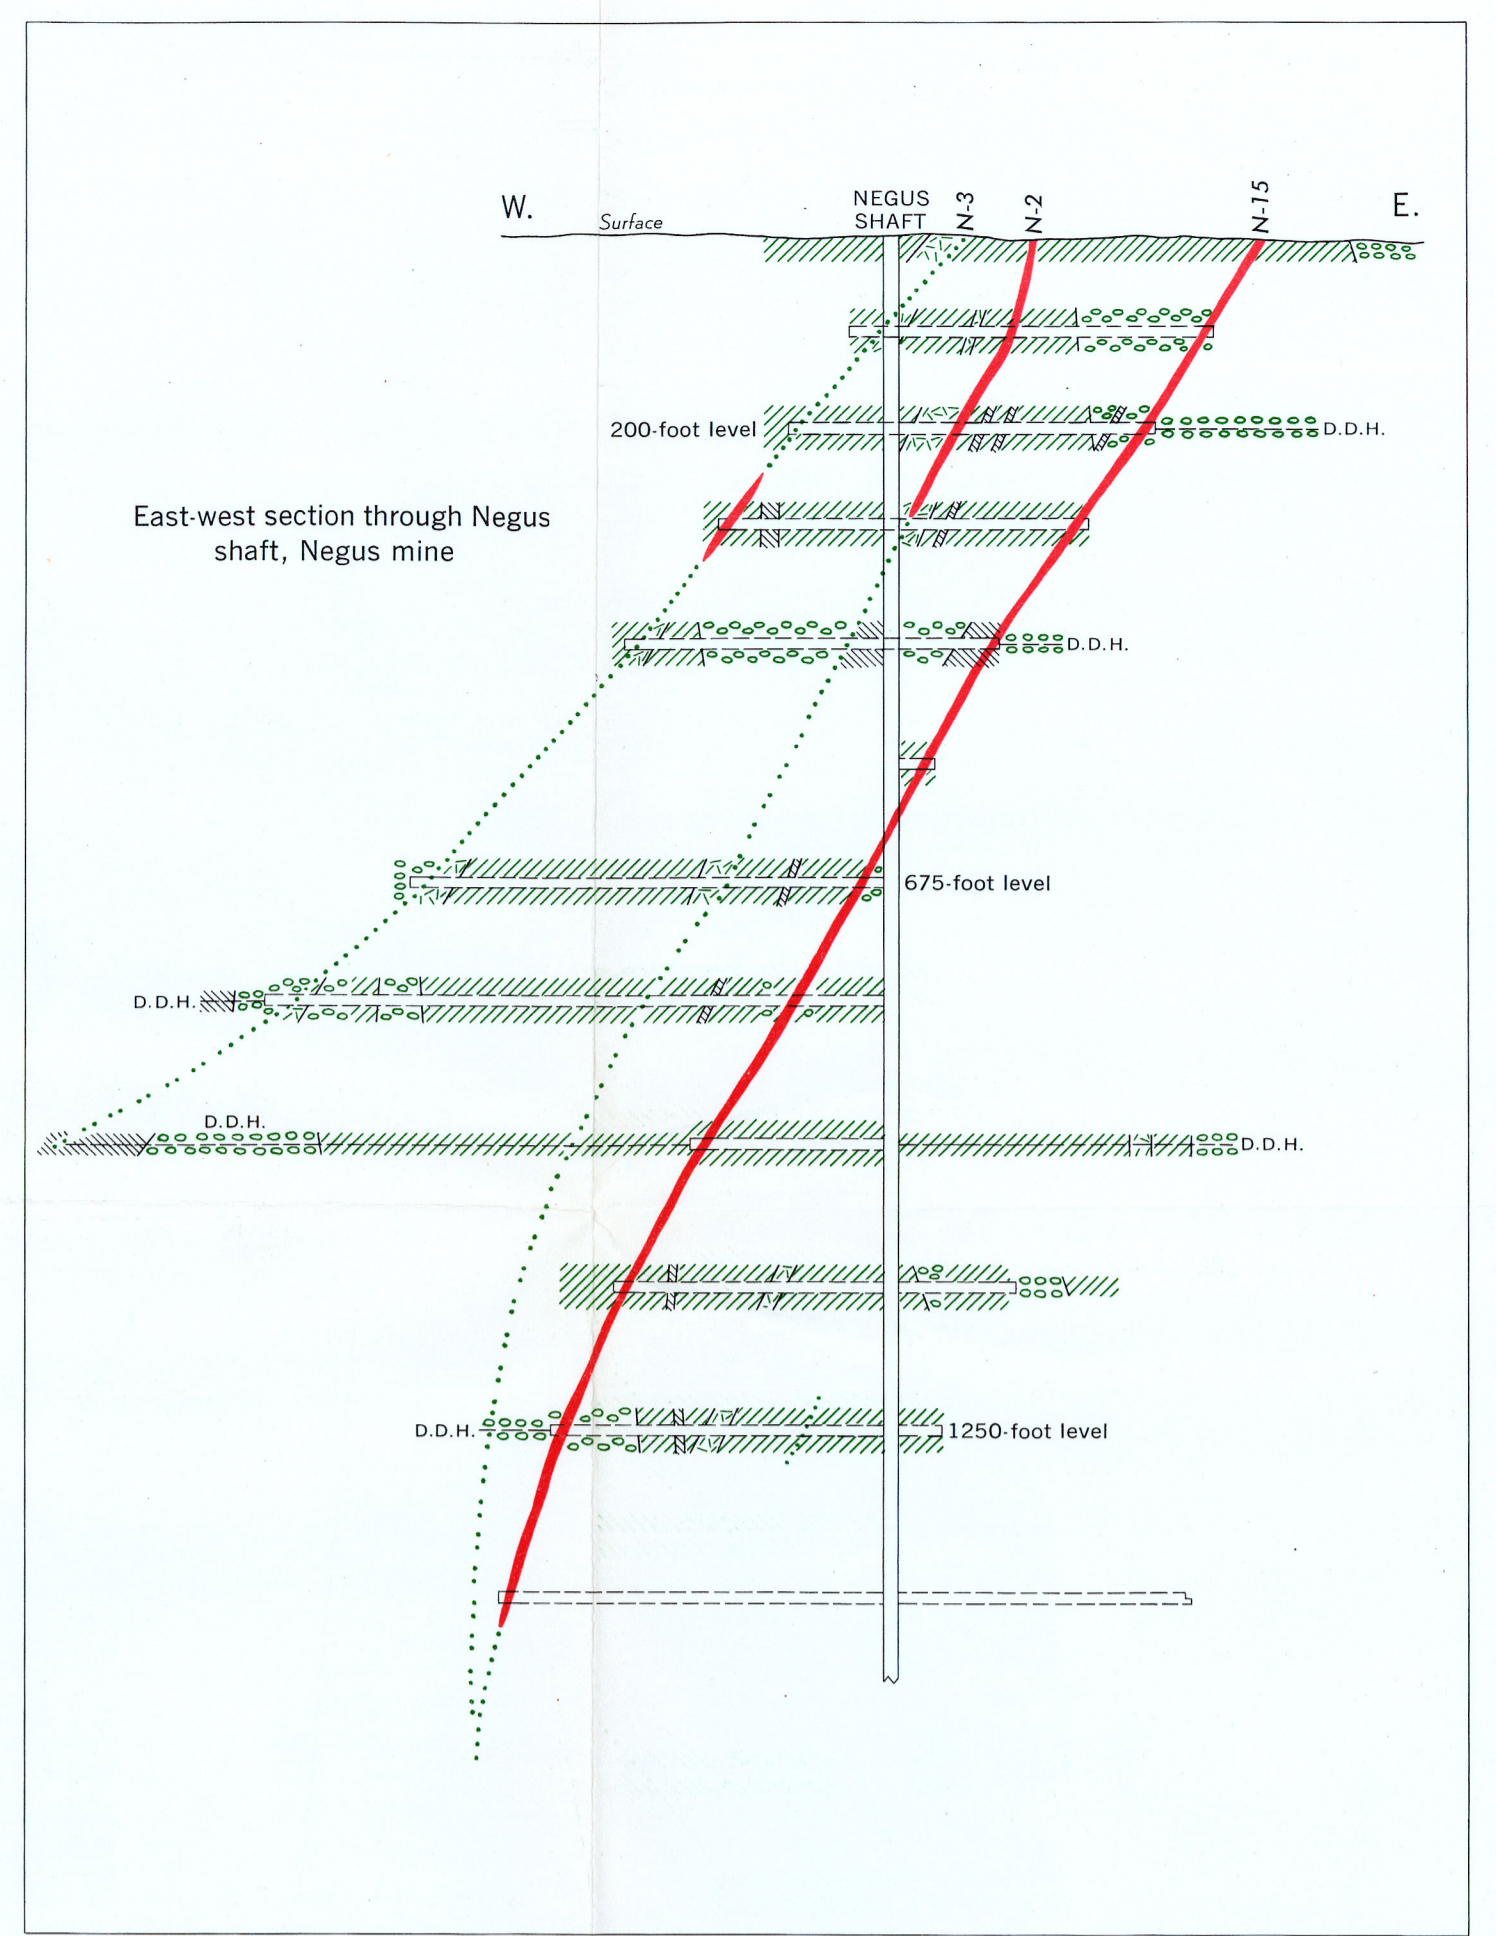 W.
Surface
NEGUS
SHAFT
N-3
N-2
N-15
E.
200-foot level
D.D.H.
East-west section through Negus
shaft, Negus mine
D.D.H.
675-foot level
D.D.H.
D.D.H.
D.D.H.
D.D.H.
1250-foot level